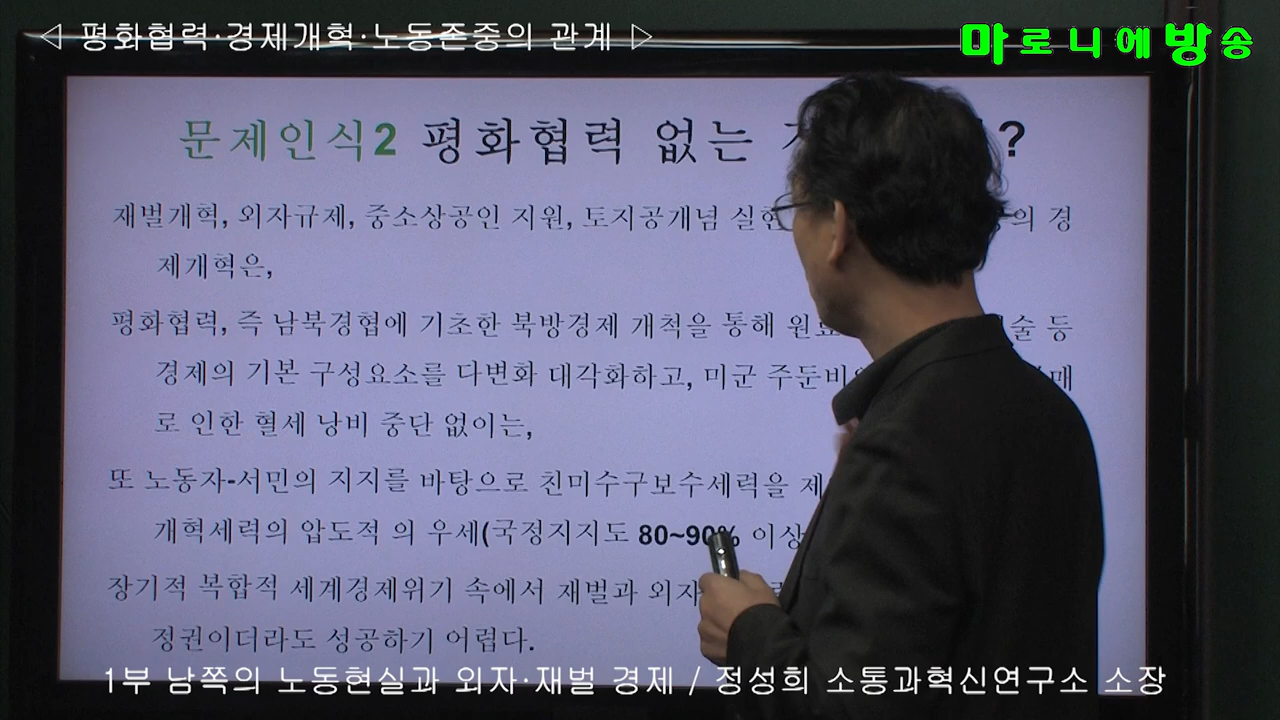 ◁ 평화협력·경제개혁·노동존중의 관계 ▷
마로니에방송
문제인식2 평화협력 없는 ?
재벌개혁, 외자규제, 중소상공인 지원, 토지공개념 실현 의 경
제개혁은,
평화협력, 즉 남북경협에 기초한 북방경제 개척을 통해 등
경제의 기본 구성요소를 다변화 대각화하고, 미군
로 인한 혈세 낭비 중단 없이는,
또 노동자-서민의 지지를 바탕으로 친미수구보수세력을
개혁세력의 압도적 의 우세(국정지지도 80~90% 이상
장기적 복합적 세계경제위기 속에서 재벌과 외자
정권이더라도 성공하기 어렵다.
1부 남쪽의 노동현실과 외자·재벌 경제 / 정성희 소통과혁신연구소 소장